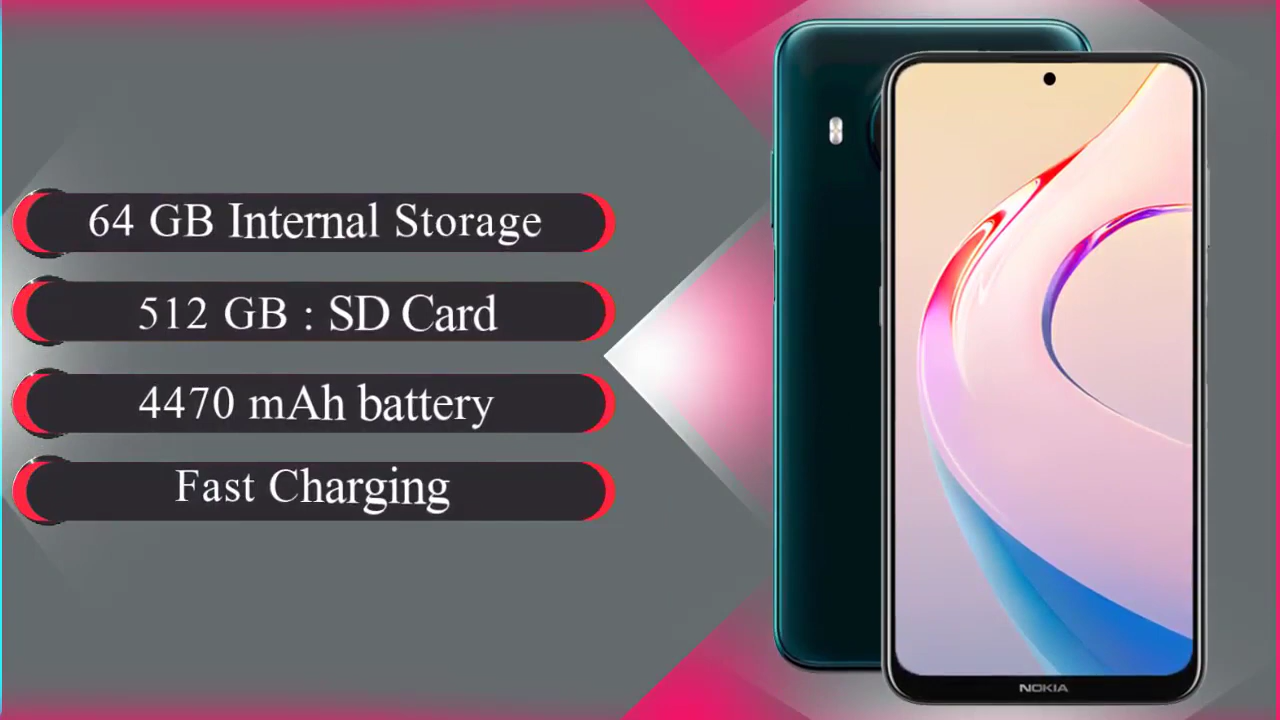 64 GB Internal Storage
512 GB : SD Card
4470 mAh battery
Fast Charging
NOKIA